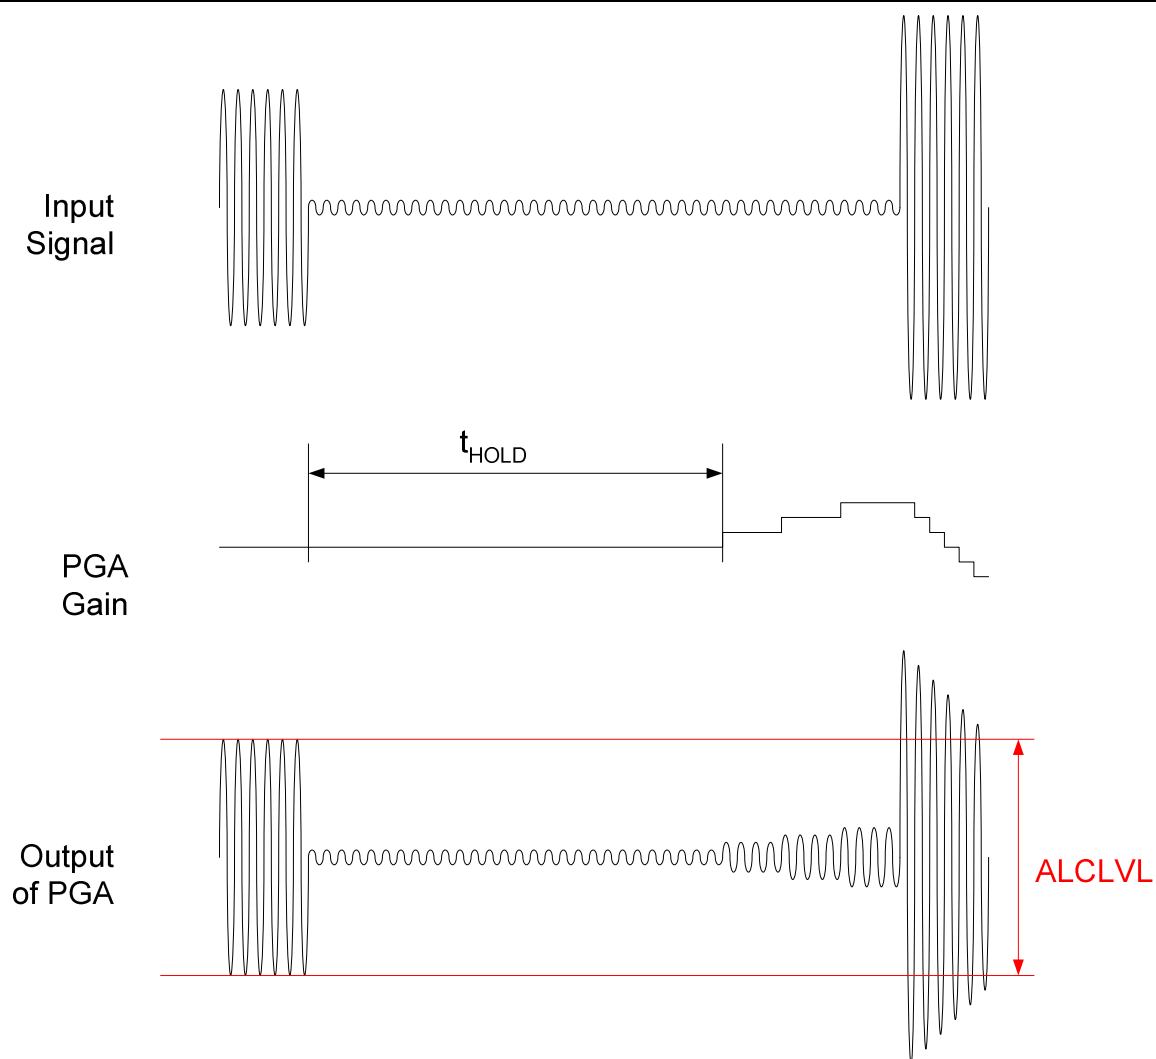 Input
Signal
tHOLD
PGA
Gain
Output
of PGA
ALCLVL